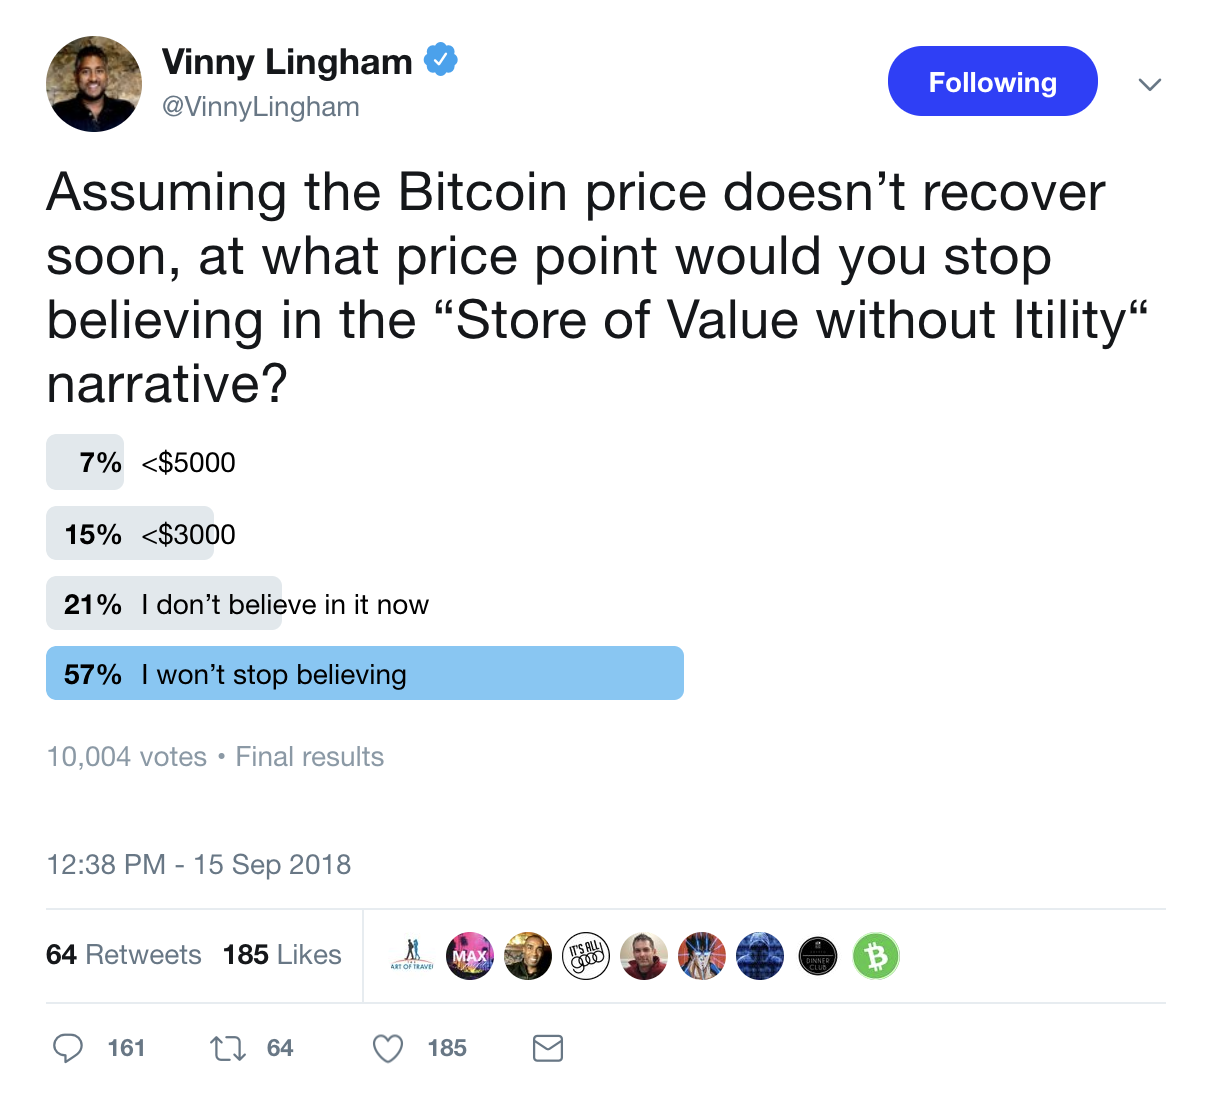 Vinny Lingham
@VinnyLingham
Following
Assuming the Bitcoin price doesn’t recover
soon, at what price point would you stop
believing in the “Store of Value without Itility“
narrative?
7% <$5000
15% <$3000
21% I don’t believe in it now
57% I won’t stop believing
10,004 votes • Final results
12:38 PM - 15 Sep 2018
64 Retweets 185 Likes
ART OF TRAVEL
MAX
IT'S ALL
good
DINNER
CLUB
161 64 185